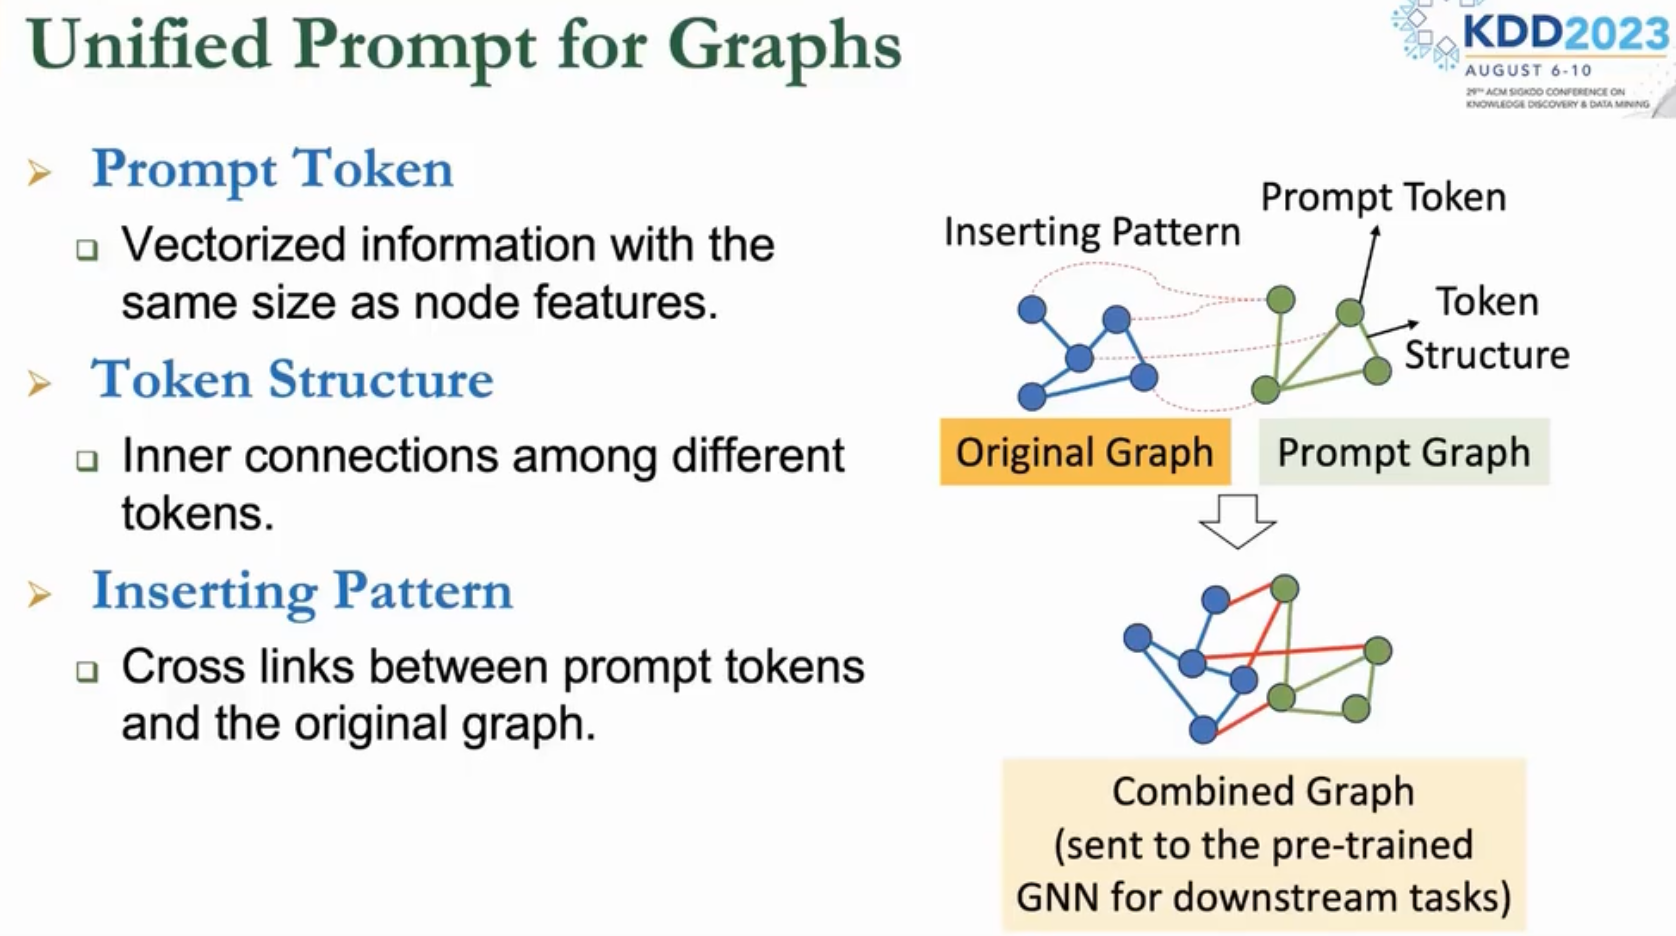 Unified Prompt for Graphs
KDD2023
AUGUST 6-10
29TH ACM SIGKDD CONFERENCE ON
KNOWLEDGE DISCOVERY & DATA MINING
Prompt Token
Vectorized information with the
same size as node features.
Token Structure
Inner connections among different
tokens.
Inserting Pattern
Cross links between prompt tokens
and the original graph.
Prompt Token
Inserting Pattern
Token
Structure
Original Graph
Prompt Graph
Combined Graph
(sent to the pre-trained
GNN for downstream tasks)